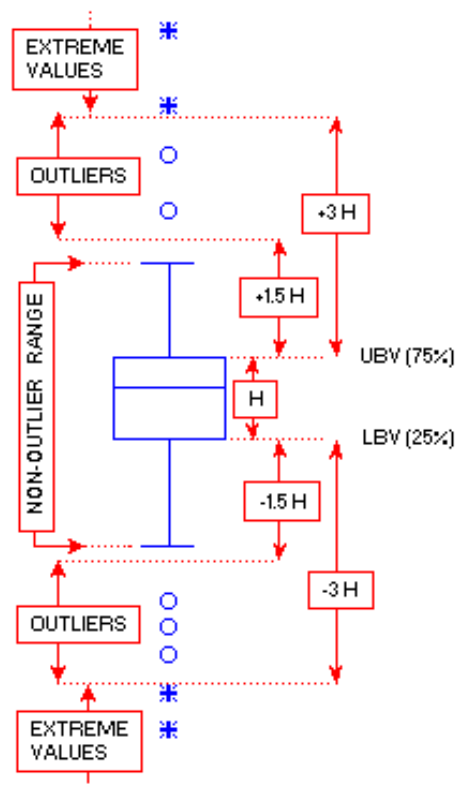 EXTREME
VALUES
OUTLIERS
+3 H
+1.5 H
NON-OUTLIER RANGE
UBV (75%)
H
LBV (25%)
-1.5 H
-3 H
OUTLIERS
EXTREME
VALUES